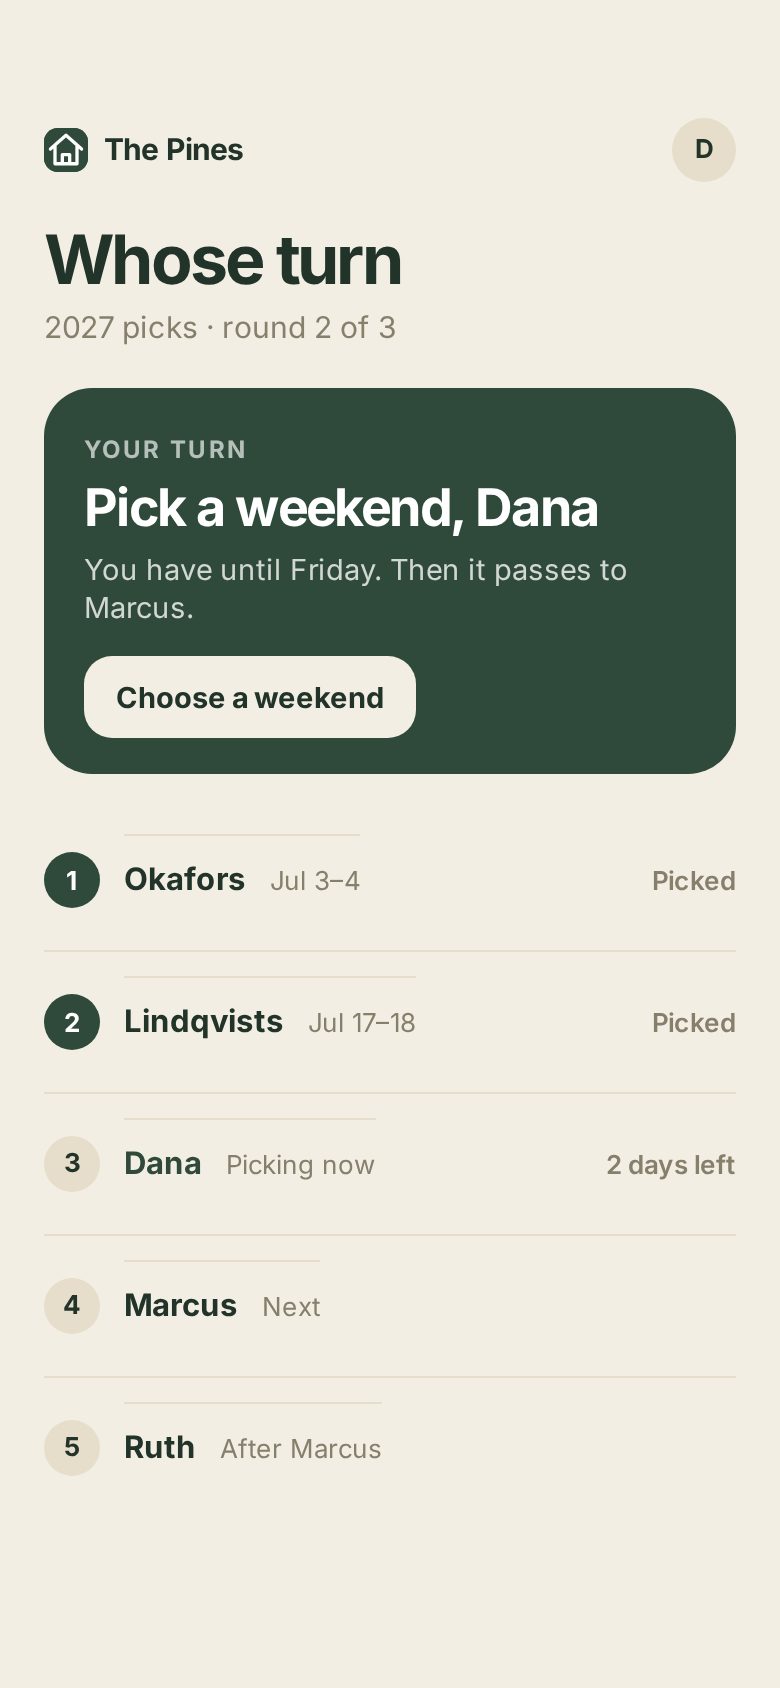 The Pines
D
Whose turn
2027 picks · round 2 of 3
YOUR TURN
Pick a weekend, Dana
You have until Friday. Then it passes to
Marcus.
Choose a weekend
1 Okafors Jul 3–4 Picked
2 Lindqvists Jul 17–18 Picked
3 Dana Picking now 2 days left
4 Marcus Next
5 Ruth After Marcus